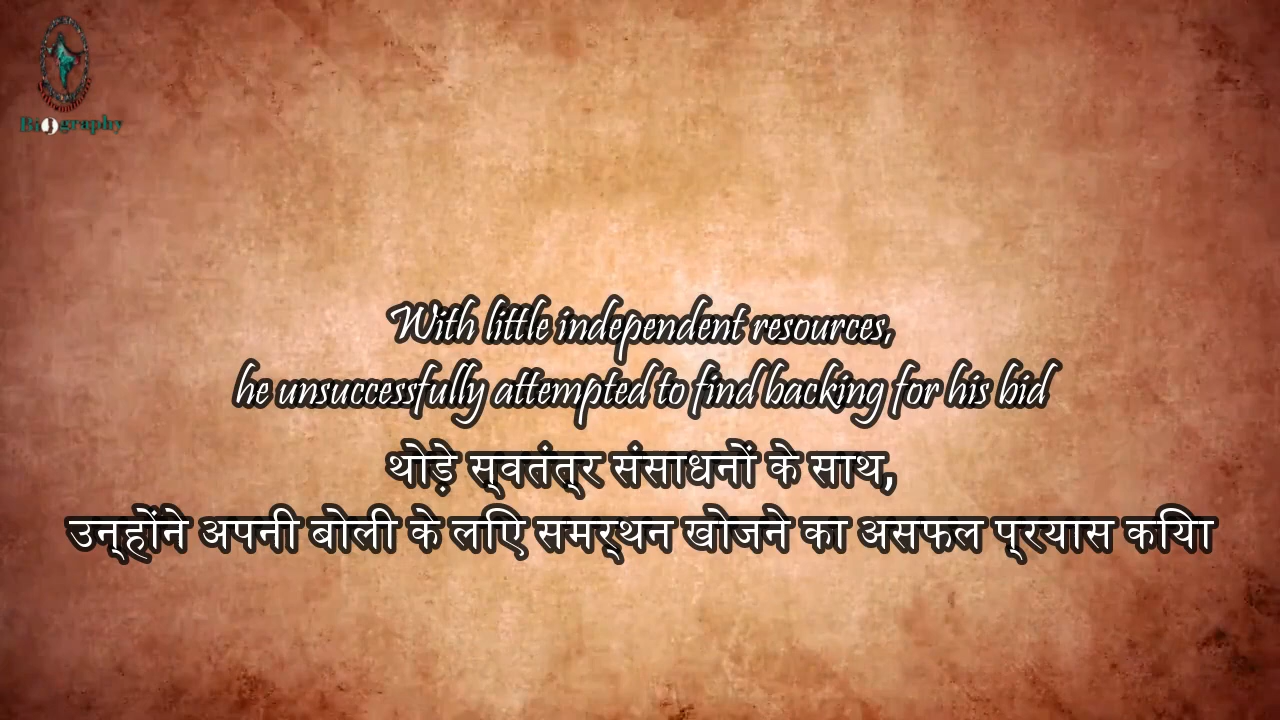 Biography
With little independent resources,
he unsuccessfully attempted to find backing for his bid
थोड़े स्वतंत्र संसाधनों के साथ,
उन्होंने अपनी बोली के लिए समर्थन खोजने का असफल प्रयास किया